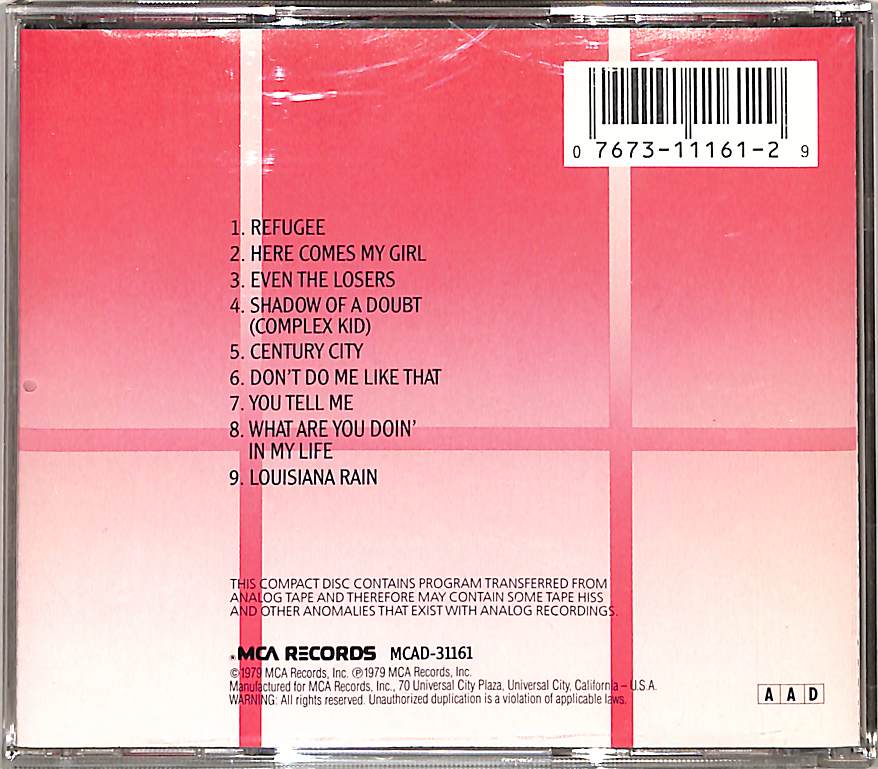 0 7673-11161-2 9
1. REFUGEE
2. HERE COMES MY GIRL
3. EVEN THE LOSERS
4. SHADOW OF A DOUBT
(COMPLEX KID)
5. CENTURY CITY
6. DON'T DO ME LIKE THAT
7. YOU TELL ME
8. WHAT ARE YOU DOIN'
IN MY LIFE
9. LOUISIANA RAIN
THIS COMPACT DISC CONTAINS PROGRAM TRANSFERRED FROM
ANALOG TAPE AND THEREFORE MAY CONTAIN SOME TAPE HISS
AND OTHER ANOMALIES THAT EXIST WITH ANALOG RECORDINGS.
MCA RECORDS MCAD-31161
©1979 MCA Records, Inc. ℗1979 MCA Records, Inc.
Manufactured for MCA Records, Inc., 70 Universal City Plaza, Universal City, California – U.S.A.
WARNING: All rights reserved. Unauthorized duplication is a violation of applicable laws.
A A D